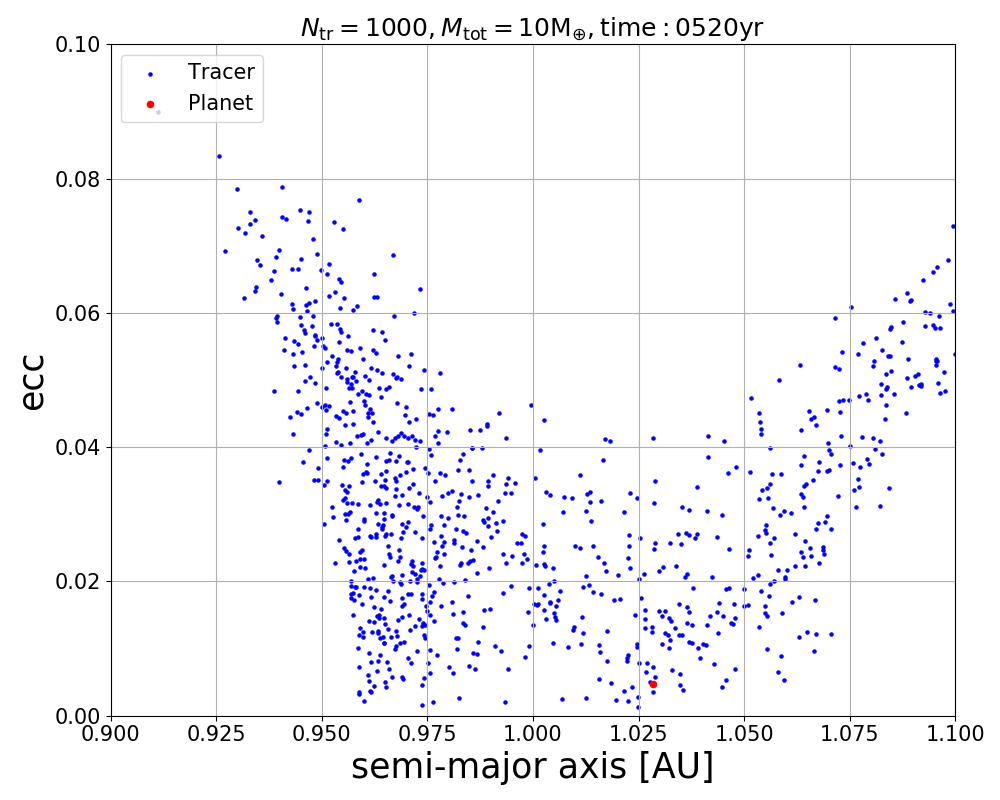 N_tr = 1000, M_tot = 10M_⊕, time : 0520yr
Tracer
Planet
0.10
0.08
0.06
0.04
0.02
0.00
ecc
0.900 0.925 0.950 0.975 1.000 1.025 1.050 1.075 1.100
semi-major axis [AU]